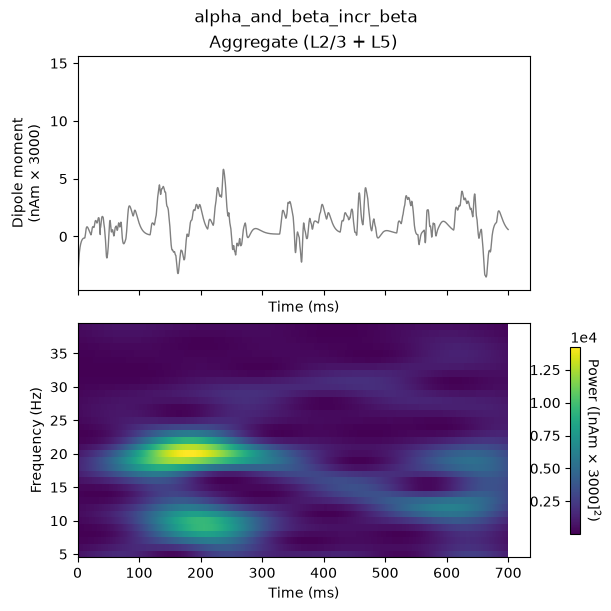 alpha_and_beta_incr_beta
Aggregate (L2/3 + L5)
Dipole moment
(nAm × 3000)
15
10
5
0
Time (ms)
Frequency (Hz)
35
30
25
20
15
10
5
0
100
200
300
400
500
600
700
Time (ms)
1e4
1.25
1.00
0.75
0.50
0.25
Power ([nAm × 3000]²)